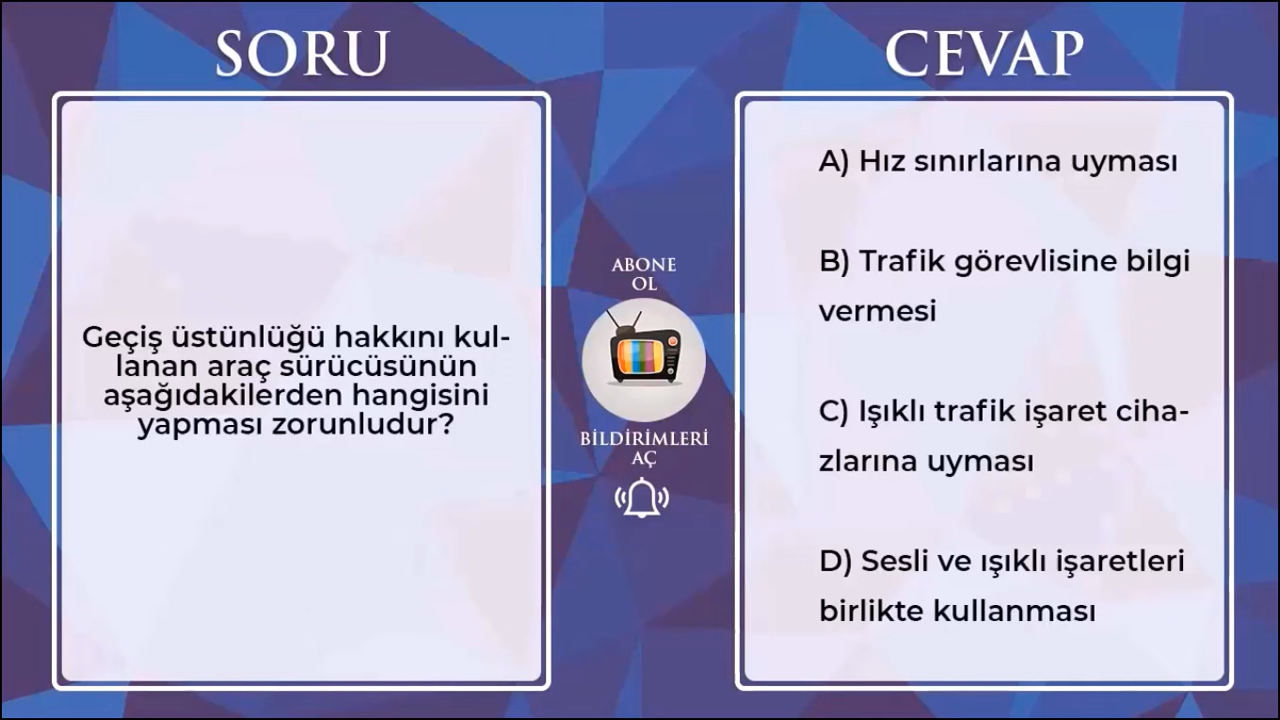 SORU
Geçiş üstünlüğü hakkını kul-
lanan araç sürücüsünün
aşağıdakilerden hangisini
yapması zorunludur?
ABONE
OL
BİLDİRİMLERİ
AÇ
CEVAP
A) Hız sınırlarına uyması
B) Trafik görevlisine bilgi
vermesi
C) Işıklı trafik işaret ciha-
zlarına uyması
D) Sesli ve ışıklı işaretleri
birlikte kullanması